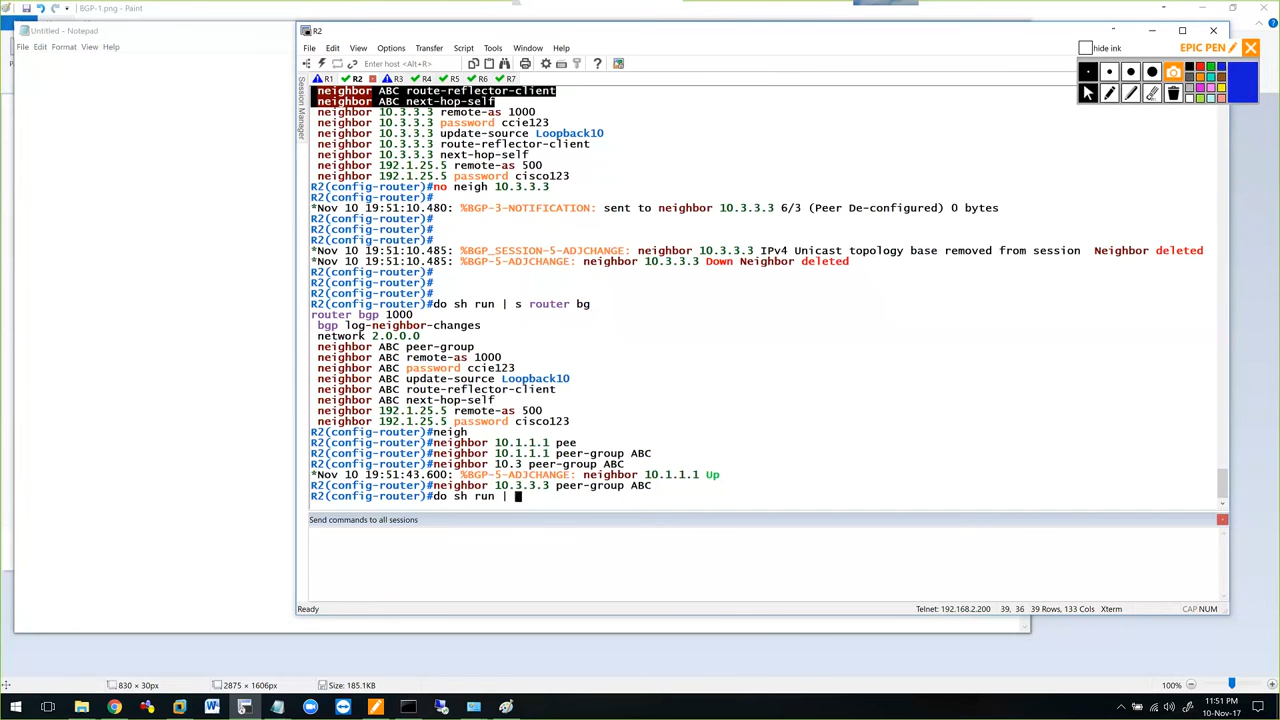 BGP-1.png - Paint
Untitled - Notepad
File Edit Format View Help
R2
File Edit View Options Transfer Script Tools Window Help
hide ink
EPIC PEN
Enter host <Alt+R>
R1 R2 R3 R4 R5 R6 R7
Session Manager
neighbor ABC route-reflector-client
neighbor ABC next-hop-self
neighbor 10.3.3.3 remote-as 1000
neighbor 10.3.3.3 password ccie123
neighbor 10.3.3.3 update-source Loopback10
neighbor 10.3.3.3 route-reflector-client
neighbor 10.3.3.3 next-hop-self
neighbor 192.1.25.5 remote-as 500
neighbor 192.1.25.5 password cisco123
R2(config-router)#no neigh 10.3.3.3
R2(config-router)#
*Nov 10 19:51:10.480: %BGP-3-NOTIFICATION: sent to neighbor 10.3.3.3 6/3 (Peer De-configured) 0 bytes
R2(config-router)#
R2(config-router)#
R2(config-router)#
*Nov 10 19:51:10.485: %BGP_SESSION-5-ADJCHANGE: neighbor 10.3.3.3 IPv4 Unicast topology base removed from session  Neighbor deleted
*Nov 10 19:51:10.485: %BGP-5-ADJCHANGE: neighbor 10.3.3.3 Down Neighbor deleted
R2(config-router)#
R2(config-router)#
R2(config-router)#
R2(config-router)#do sh run | s router bg
router bgp 1000
bgp log-neighbor-changes
network 2.0.0.0
neighbor ABC peer-group
neighbor ABC remote-as 1000
neighbor ABC password ccie123
neighbor ABC update-source Loopback10
neighbor ABC route-reflector-client
neighbor ABC next-hop-self
neighbor 192.1.25.5 remote-as 500
neighbor 192.1.25.5 password cisco123
R2(config-router)#neigh
R2(config-router)#neighbor 10.1.1.1 pee
R2(config-router)#neighbor 10.1.1.1 peer-group ABC
R2(config-router)#neighbor 10.3 peer-group ABC
*Nov 10 19:51:43.600: %BGP-5-ADJCHANGE: neighbor 10.1.1.1 Up
R2(config-router)#neighbor 10.3.3.3 peer-group ABC
R2(config-router)#do sh run |
Send commands to all sessions
Ready
Telnet: 192.168.2.200 39, 36 39 Rows, 133 Cols Xterm CAP NUM
830 × 30px 2875 × 1606px Size: 185.1KB 100%
11:51 PM
10-Nov-17